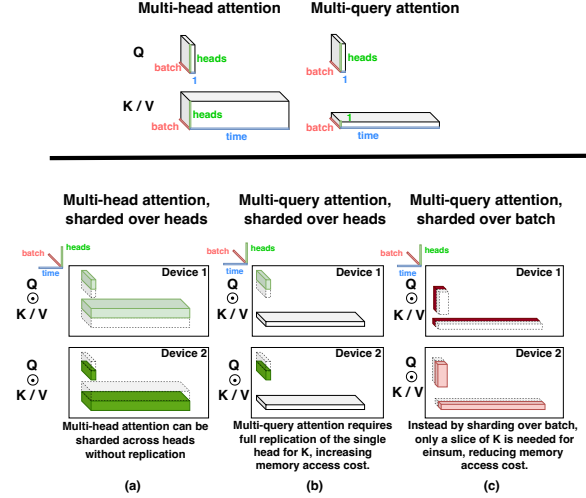 Multi-head attention
Multi-query attention
Q
heads
batch
1
heads
batch
1
K / V
heads
batch
time
1
batch
time
Multi-head attention,
sharded over heads
Multi-query attention,
sharded over heads
Multi-query attention,
sharded over batch
heads
batch
time
Device 1
Q
K / V
Device 2
Q
K / V
Multi-head attention can be
sharded across heads
without replication
(a)
heads
batch
time
Device 1
Q
K / V
Device 2
Q
K / V
Multi-query attention requires
full replication of the single
head for K, increasing
memory access cost.
(b)
heads
batch
time
Device 1
Q
K / V
Device 2
Q
K / V
Instead by sharding over batch,
only a slice of K is needed for
einsum, reducing memory
access cost.
(c)